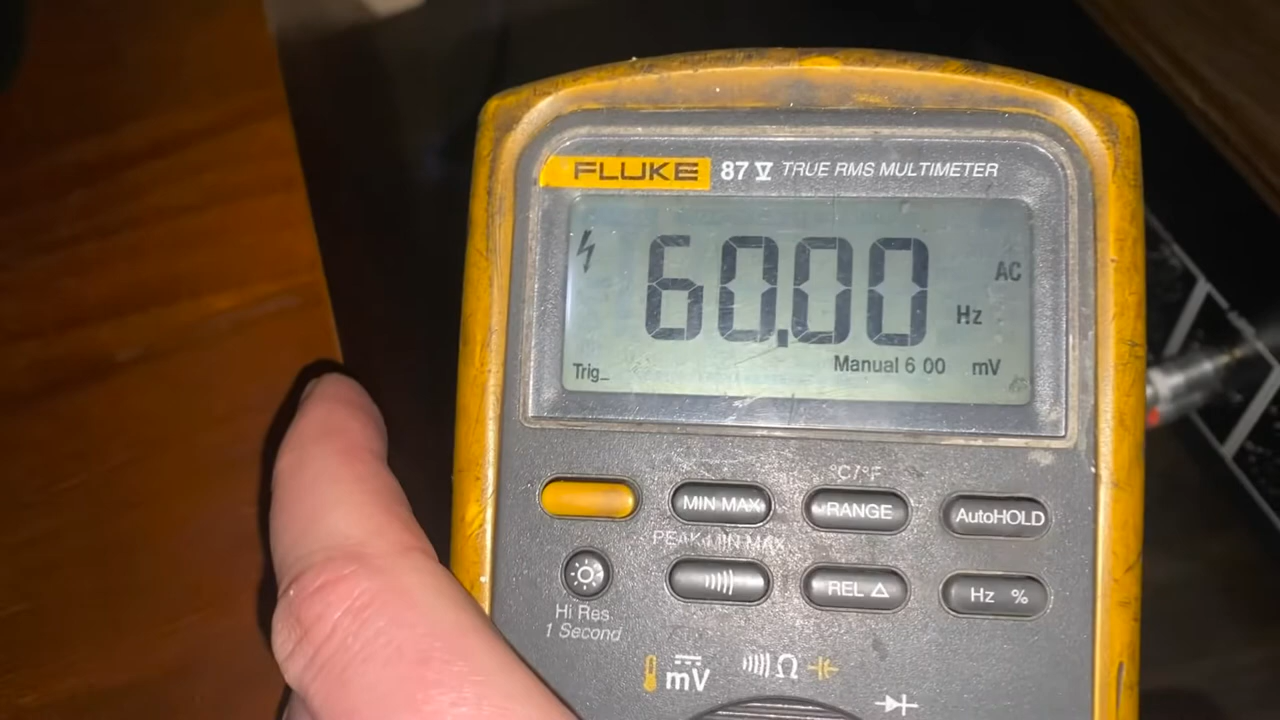 FLUKE 87 V TRUE RMS MULTIMETER
60.00
AC
Hz
Trig_ Manual 6 00 mV
°C/°F
MIN MAX RANGE AutoHOLD
PEAK MIN MAX
REL △ Hz %
Hi Res
1 Second
mV Ω